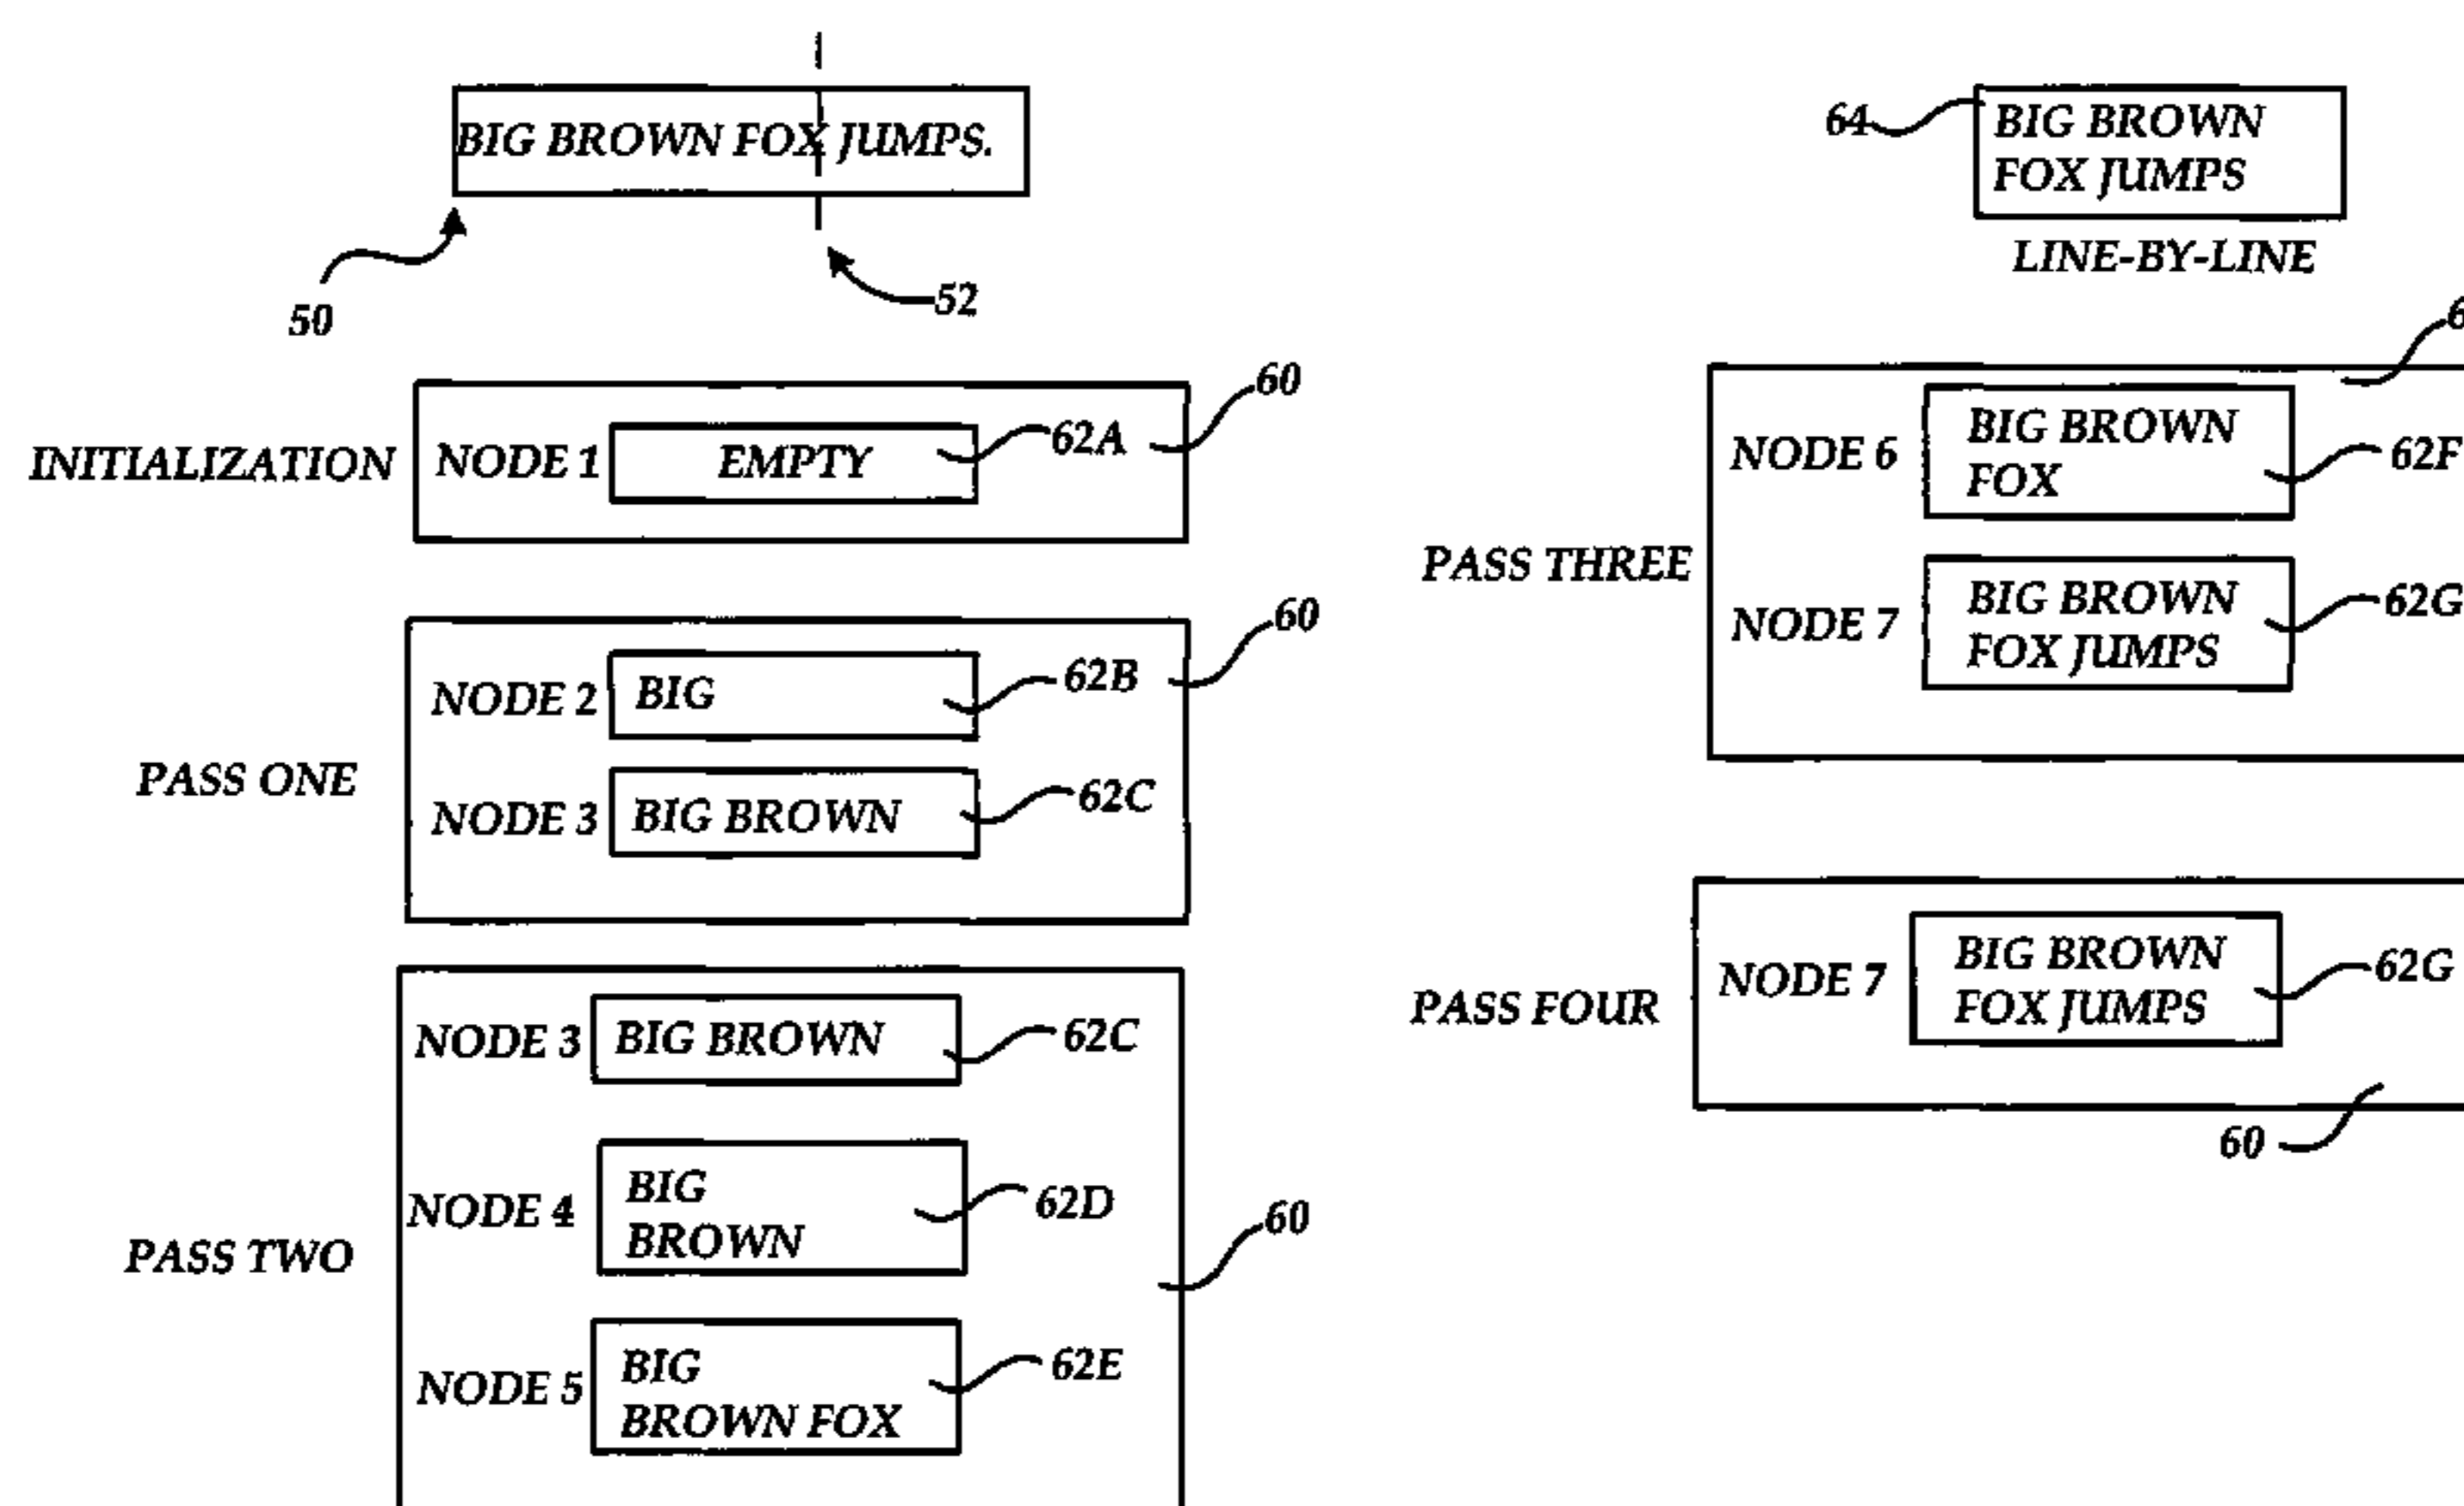 BIG BROWN FOX JUMPS.
50
52
INITIALIZATION
NODE 1
EMPTY
62A
60
PASS ONE
NODE 2
BIG
62B
60
NODE 3
BIG BROWN
62C
PASS TWO
NODE 3
BIG BROWN
62C
NODE 4
BIG
BROWN
62D
60
NODE 5
BIG
BROWN FOX
62E
64
BIG BROWN
FOX JUMPS
LINE-BY-LINE
PASS THREE
NODE 6
BIG BROWN
FOX
62F
NODE 7
BIG BROWN
FOX JUMPS
62G
PASS FOUR
NODE 7
BIG BROWN
FOX JUMPS
62G
60